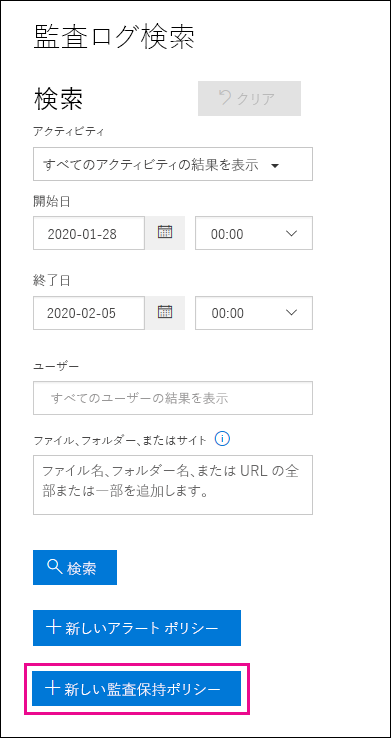 監査ログ検索
検索
クリア
アクティビティ
すべてのアクティビティの結果を表示
開始日
2020-01-28
00:00
終了日
2020-02-05
00:00
ユーザー
すべてのユーザーの結果を表示
ファイル、フォルダー、またはサイト
ファイル名、フォルダー名、または URL の全
部または一部を追加します。
検索
新しいアラート ポリシー
新しい監査保持ポリシー